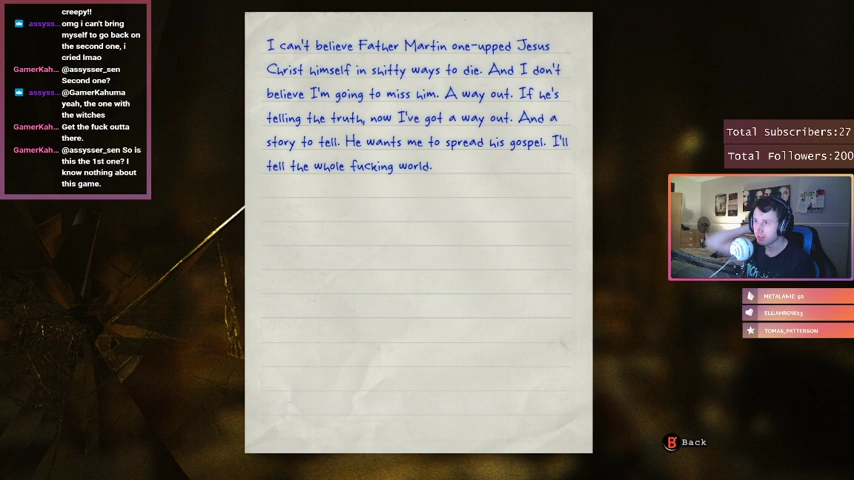 creepy!!
assyss... omg i can't bring
myself to go back on
the second one, i
cried lmao
GamerKah... @assysser_sen
Second one?
assyss... @GamerKahuma
yeah, the one with
the witches
GamerKah... Get the fuck outta
there.
GamerKah... @assysser_sen So is
this the 1st one? I
know nothing about
this game.
I can't believe Father Martin one-upped Jesus
Christ himself in shitty ways to die. And I don't
believe I'm going to miss him. A way out. If he's
telling the truth, now I've got a way out. And a
story to tell. He wants me to spread his gospel. I'll
tell the whole fucking world.
Total Subscribers:27
Total Followers:200
ELIJAHROW23
TOMAS_PATTERSON
B Back